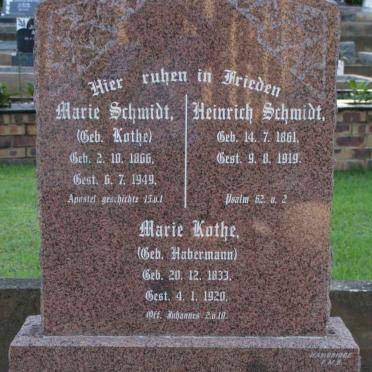 Hier ruhen in Frieden
Marie Schmidt,
(Geb. Kothe)
Geb. 2. 10. 1866.
Gest. 6. 7. 1949.
Apostel geschichte 15.v.1
Heinrich Schmidt,
Geb. 14. 7. 1861.
Gest. 9. 8. 1919.
Psalm 62. v. 2
Marie Kothe,
(Geb. Habermann)
Geb. 20. 12. 1833.
Gest. 4. 1. 1920.
Off. Johannes 2.v.10.
P.M.B.